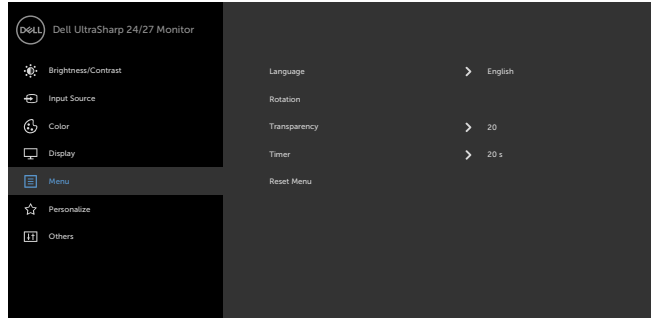 DELL Dell UltraSharp 24/27 Monitor
Brightness/Contrast
Input Source
Color
Display
Menu
Personalize
Others
Language > English
Rotation
Transparency > 20
Timer > 20 s
Reset Menu